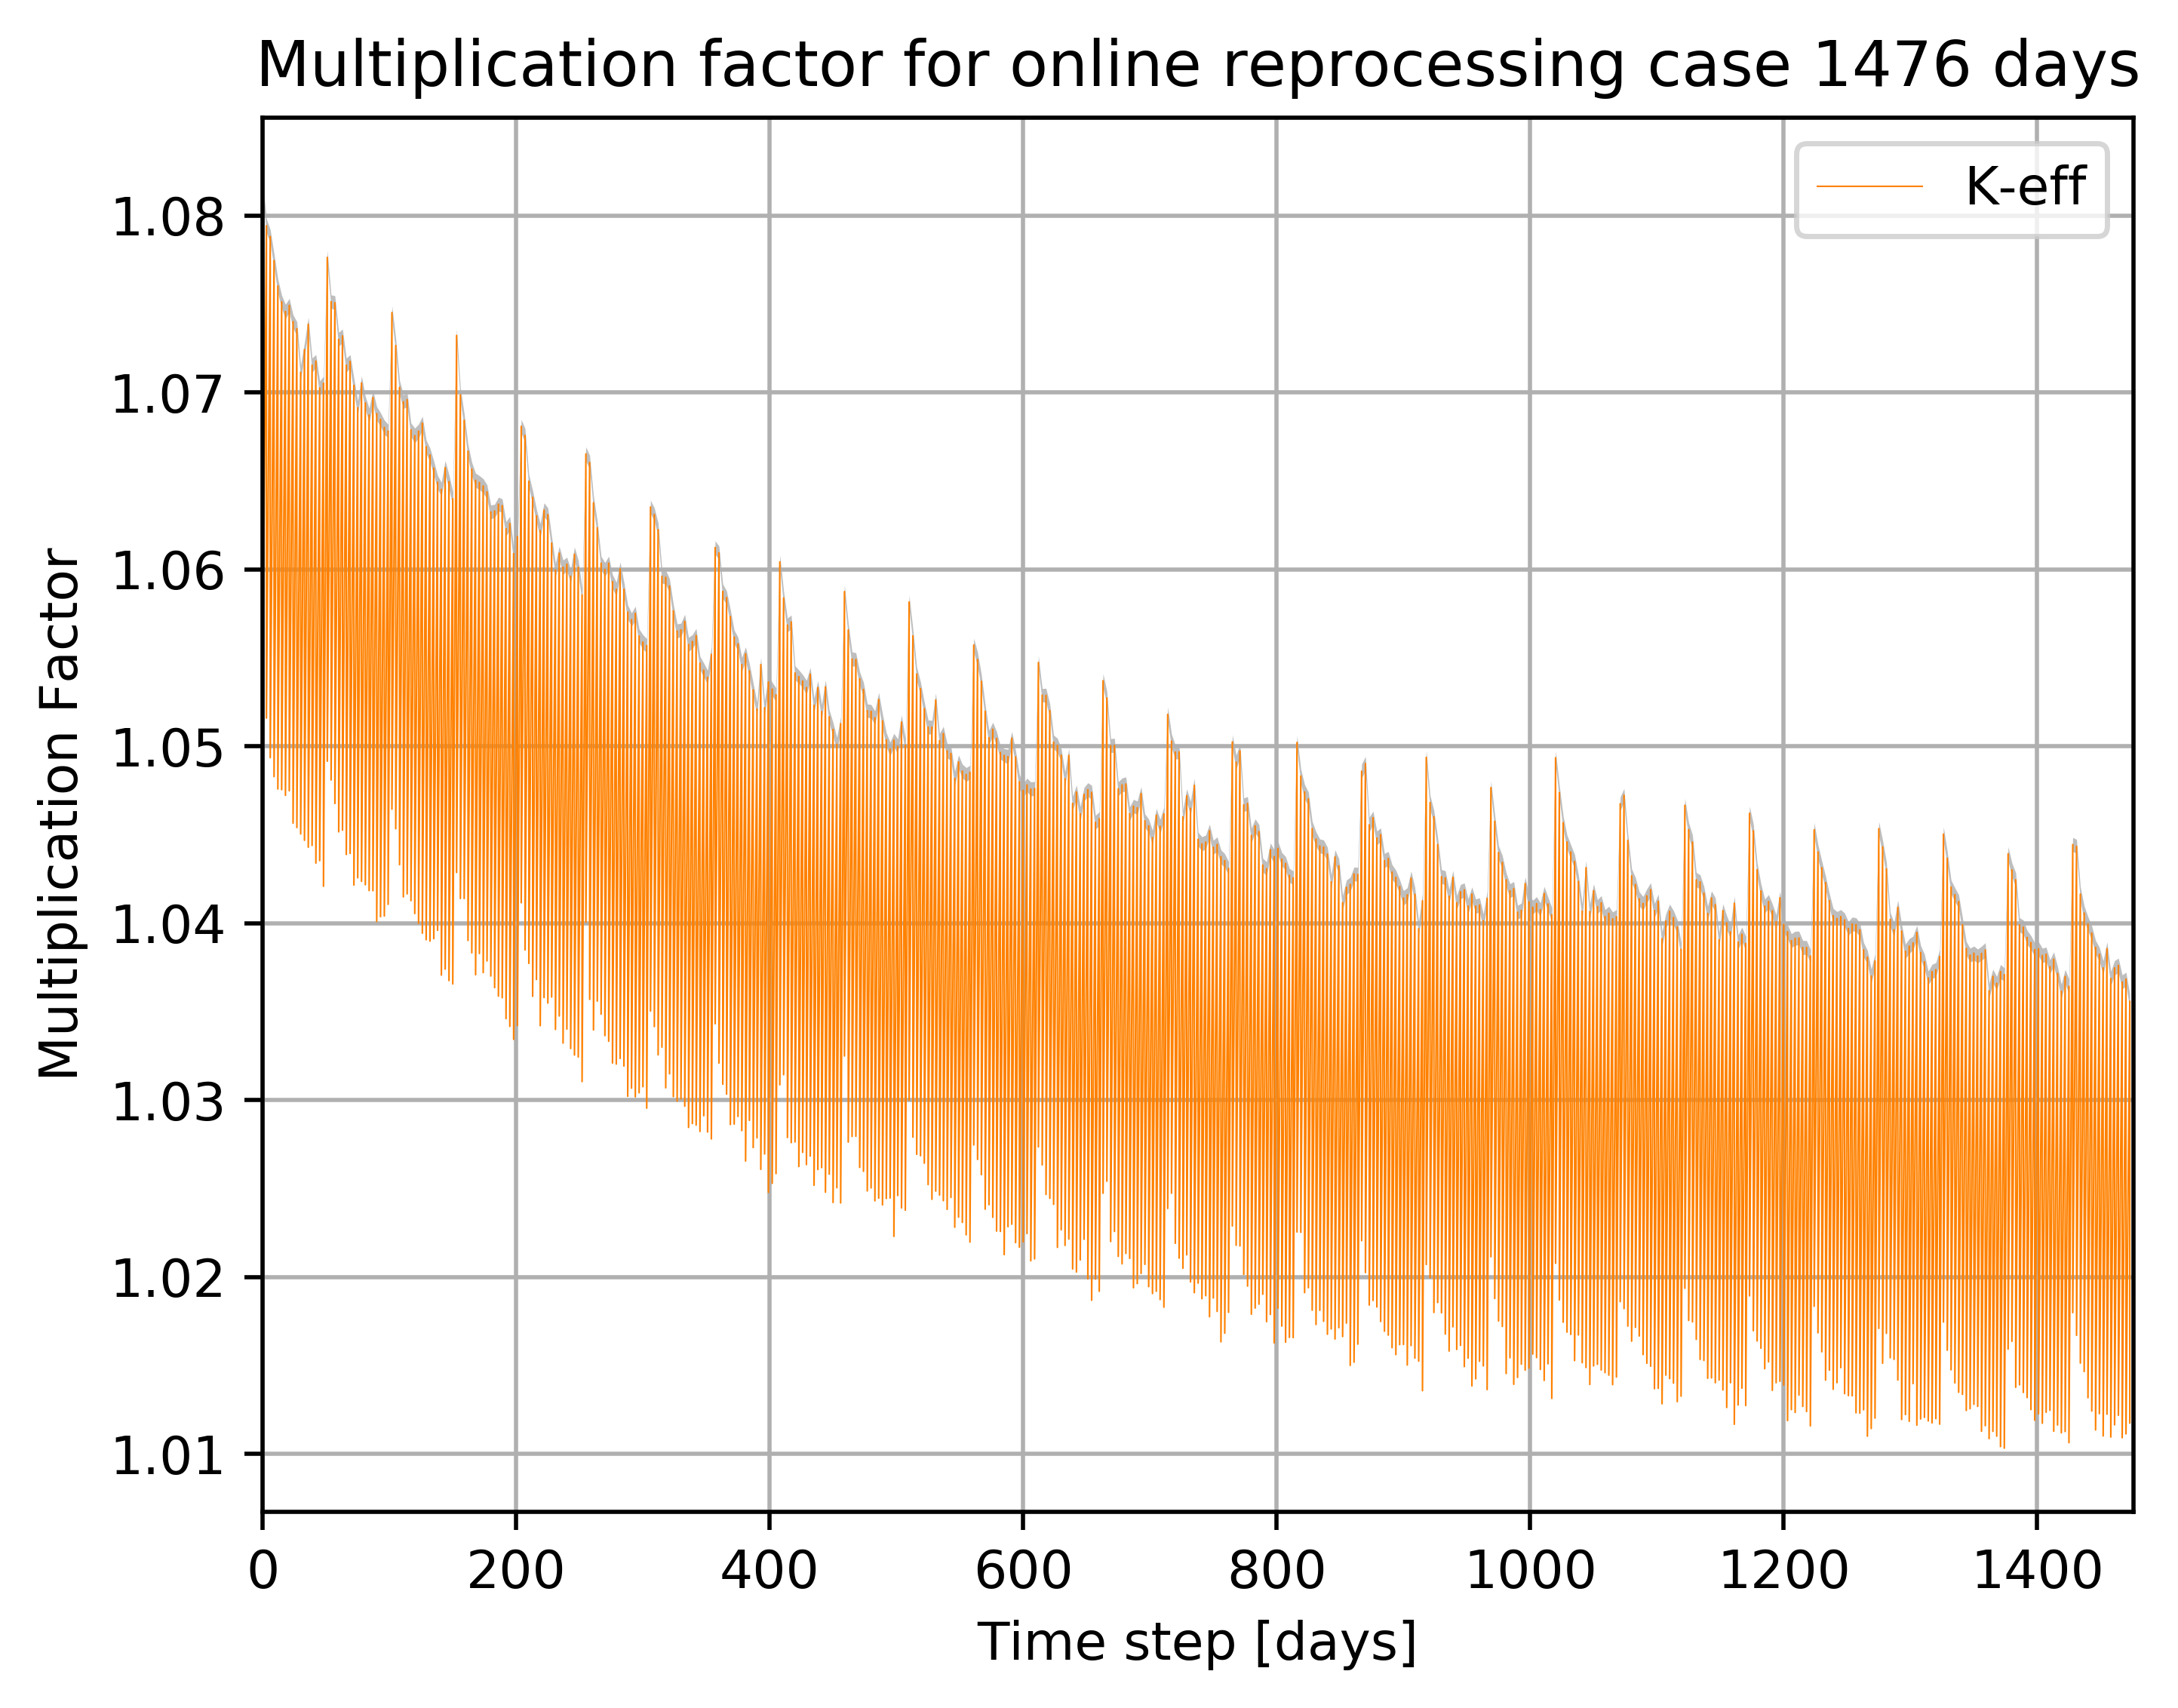 Multiplication factor for online reprocessing case 1476 days
K-eff
1.08
1.07
1.06
1.05
1.04
1.03
1.02
1.01
Multiplication Factor
0 200 400 600 800 1000 1200 1400
Time step [days]